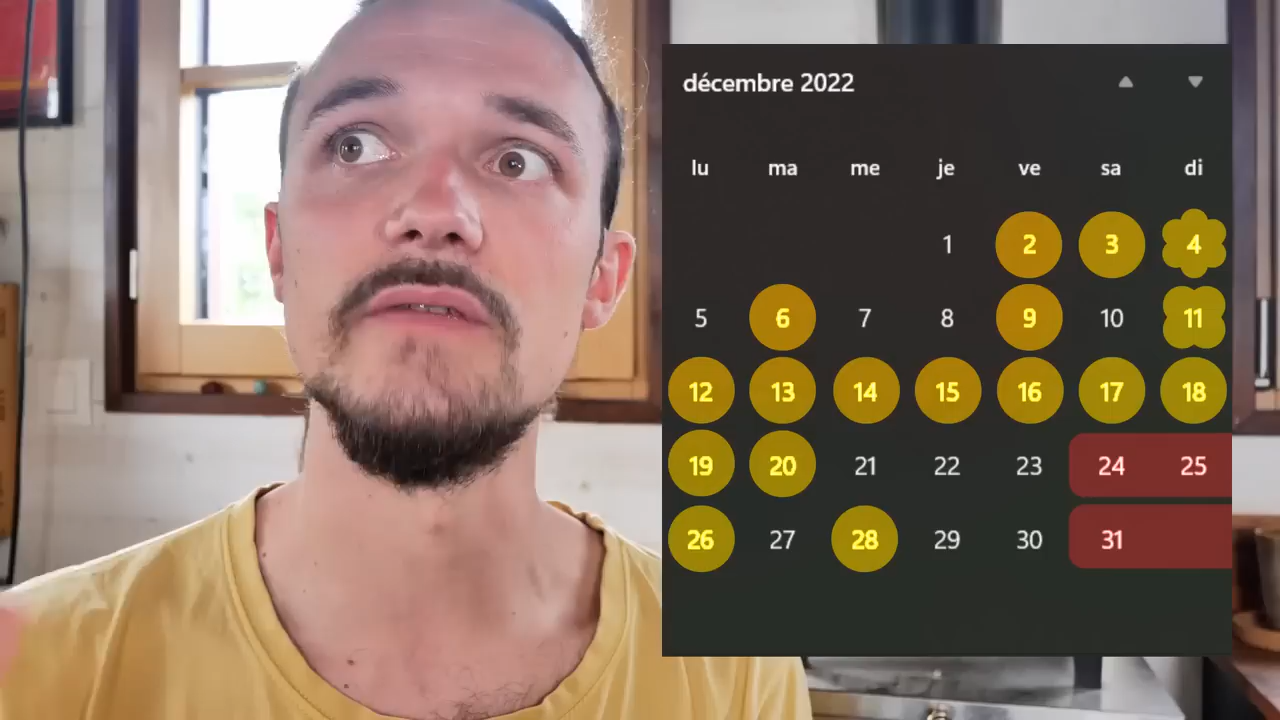 décembre 2022
lu ma me je ve sa di
1 2 3 4
5 6 7 8 9 10 11
12 13 14 15 16 17 18
19 20 21 22 23 24 25
26 27 28 29 30 31